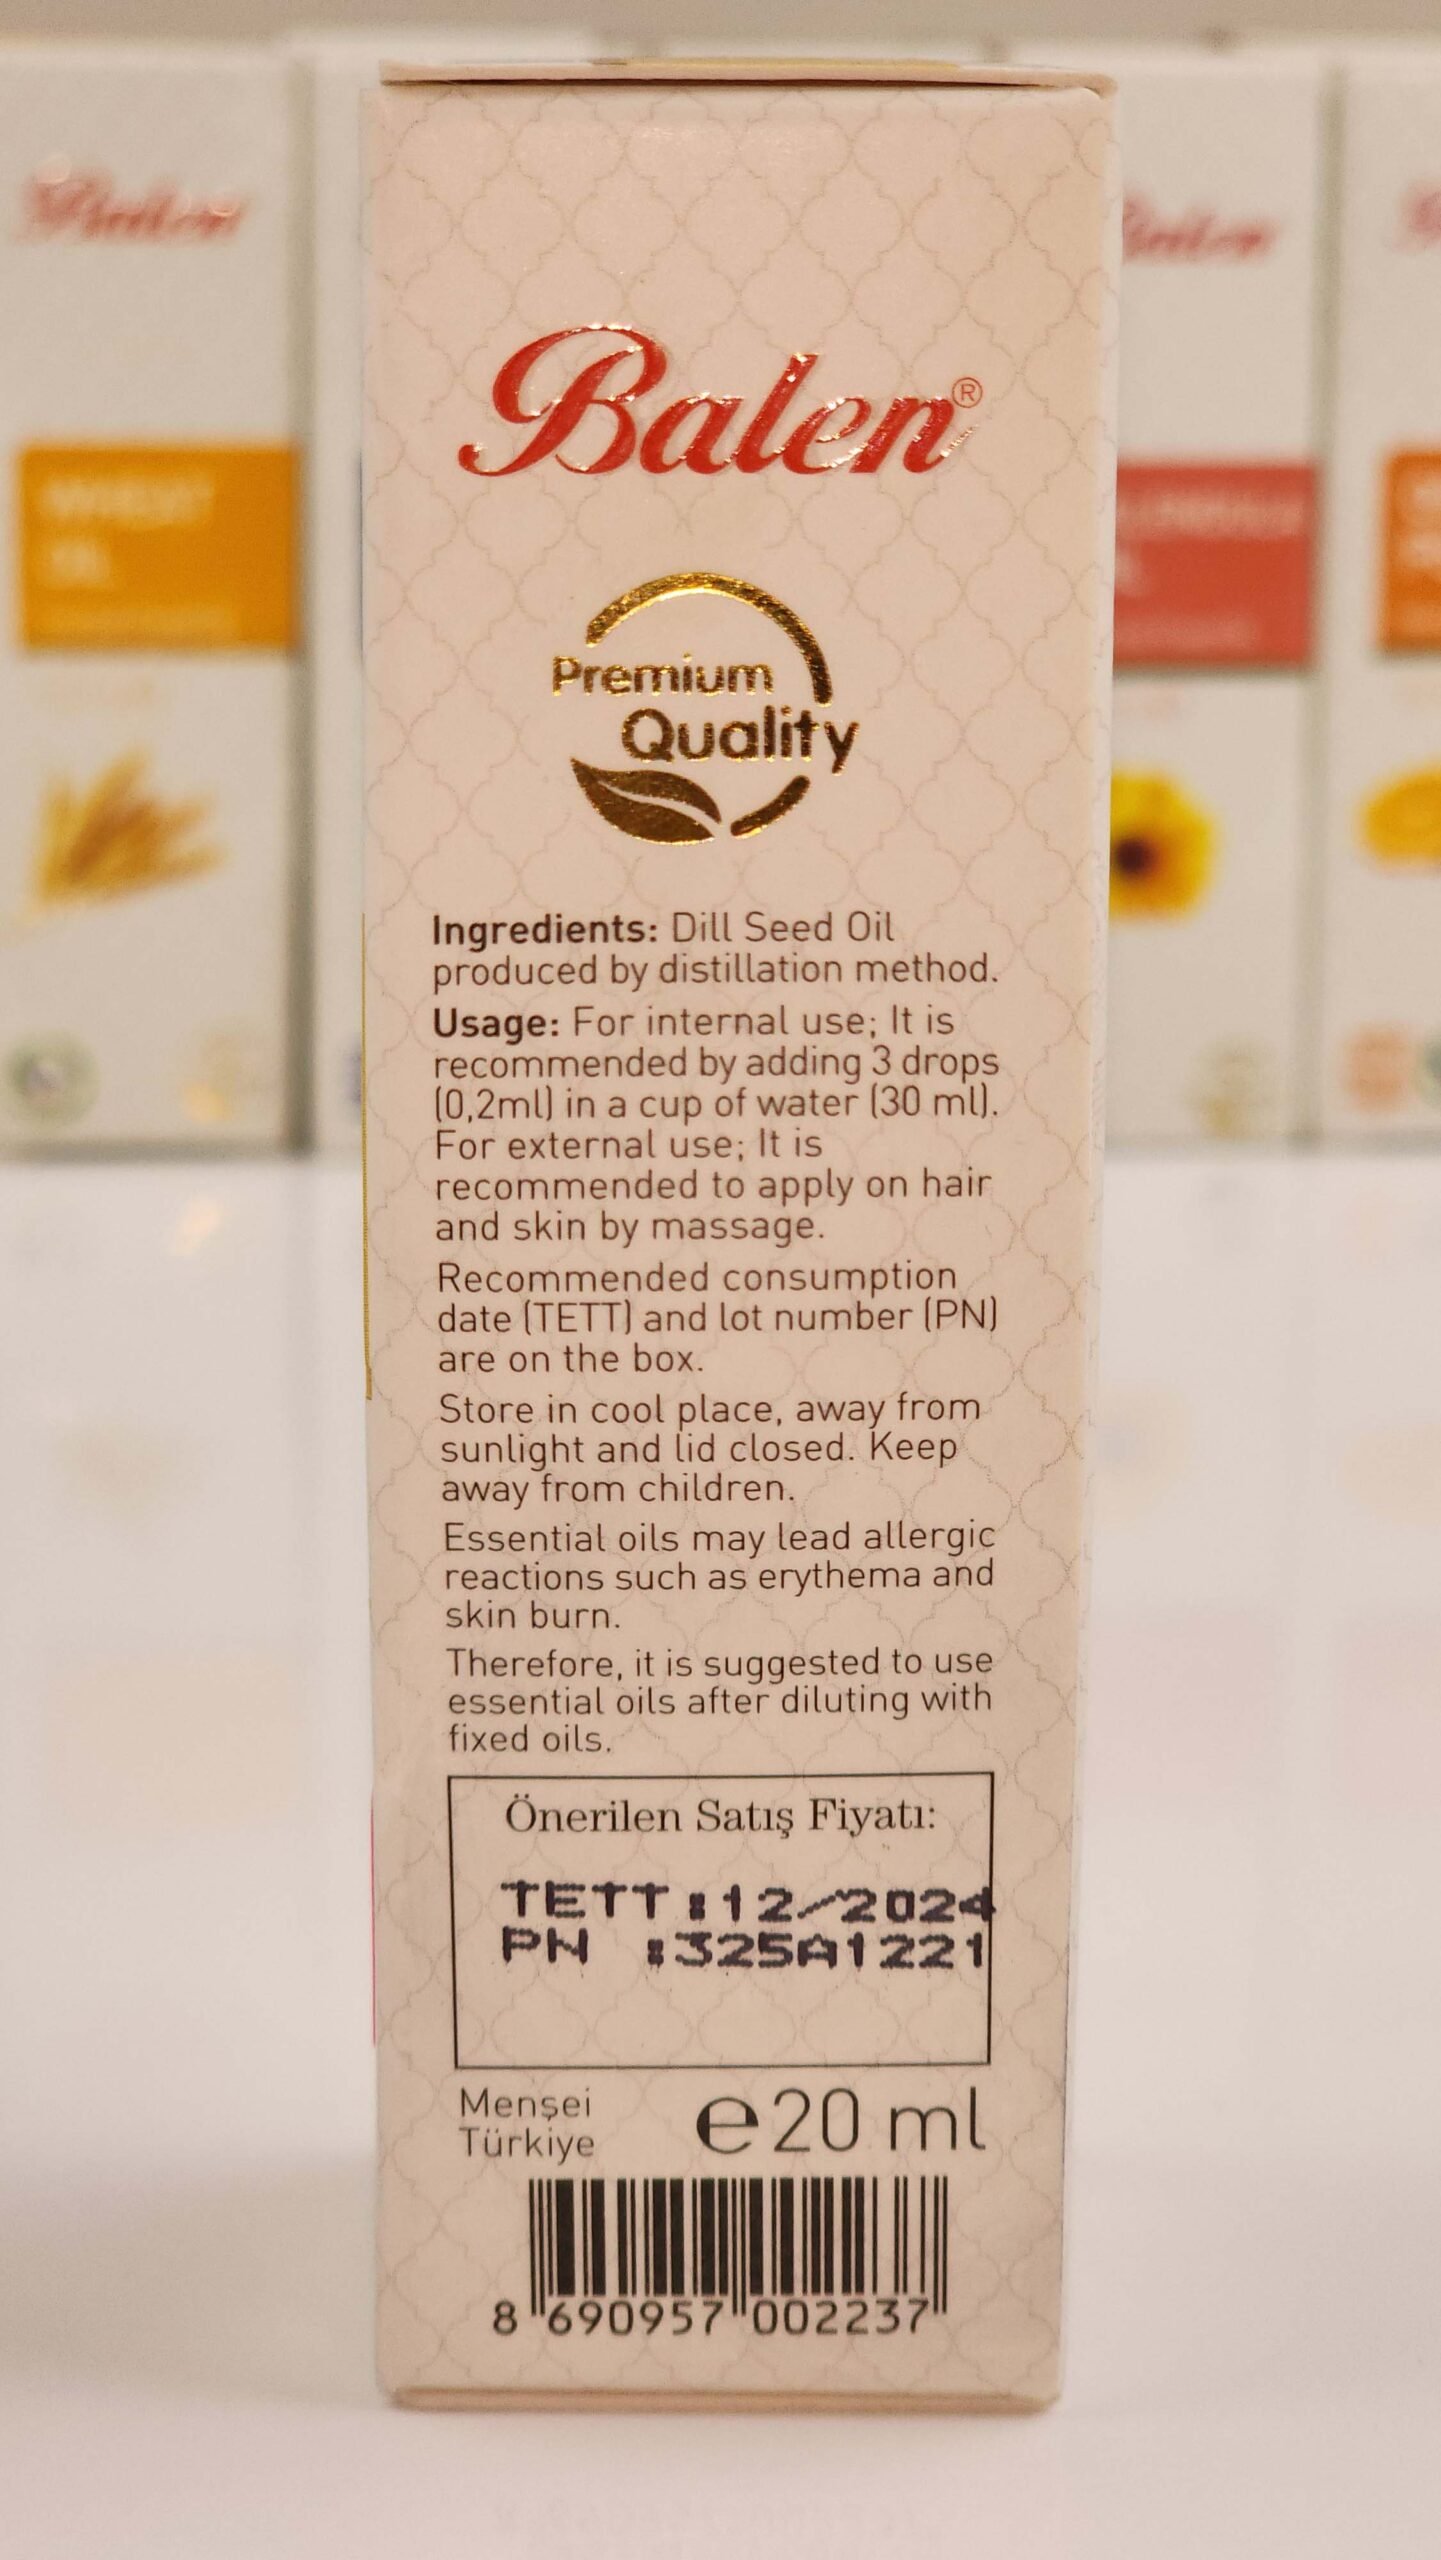 Balen®
Premium
Quality
Ingredients: Dill Seed Oil
produced by distillation method.
Usage: For internal use; It is
recommended by adding 3 drops
(0,2ml) in a cup of water (30 ml).
For external use; It is
recommended to apply on hair
and skin by massage.
Recommended consumption
date (TETT) and lot number (PN)
are on the box.
Store in cool place, away from
sunlight and lid closed. Keep
away from children.
Essential oils may lead allergic
reactions such as erythema and
skin burn.
Therefore, it is suggested to use
essential oils after diluting with
fixed oils.
Önerilen Satış Fiyatı:
TETT :12/2024
PN :325A1221
Menşei
Türkiye
e20 ml
8 690957 002237
Balen
Balen
WHEAT
OIL